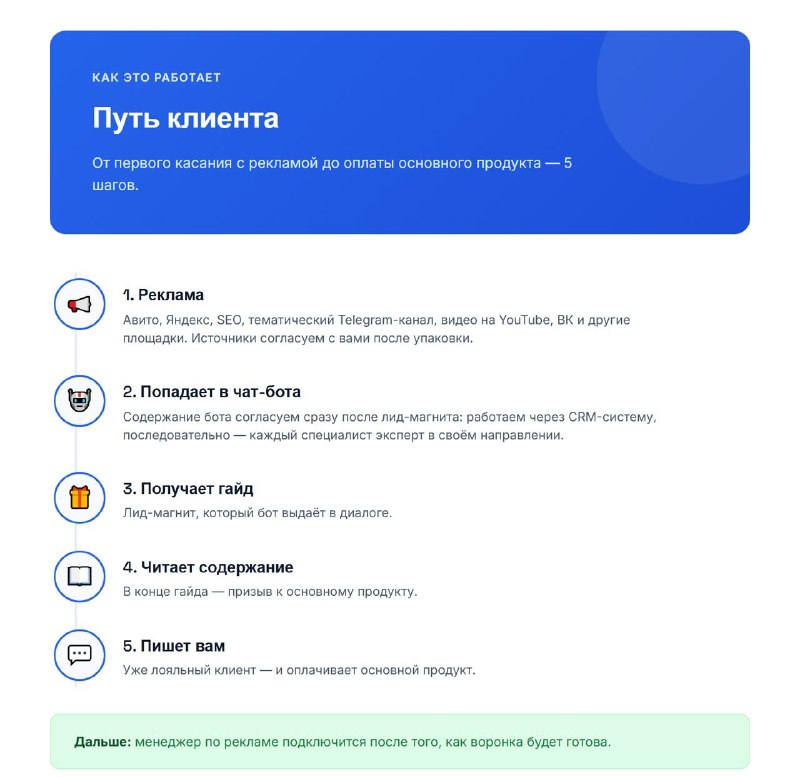 КАК ЭТО РАБОТАЕТ
Путь клиента
От первого касания с рекламой до оплаты основного продукта — 5
шагов.
1. Реклама
Авито, Яндекс, SEO, тематический Telegram-канал, видео на YouTube, ВК и другие
площадки. Источники согласуем с вами после упаковки.
2. Попадает в чат-бота
Содержание бота согласуем сразу после лид-магнита: работаем через CRM-систему,
последовательно — каждый специалист эксперт в своём направлении.
3. Получает гайд
Лид-магнит, который бот выдаёт в диалоге.
4. Читает содержание
В конце гайда — призыв к основному продукту.
5. Пишет вам
Уже лояльный клиент — и оплачивает основной продукт.
Дальше: менеджер по рекламе подключится после того, как воронка будет готова.